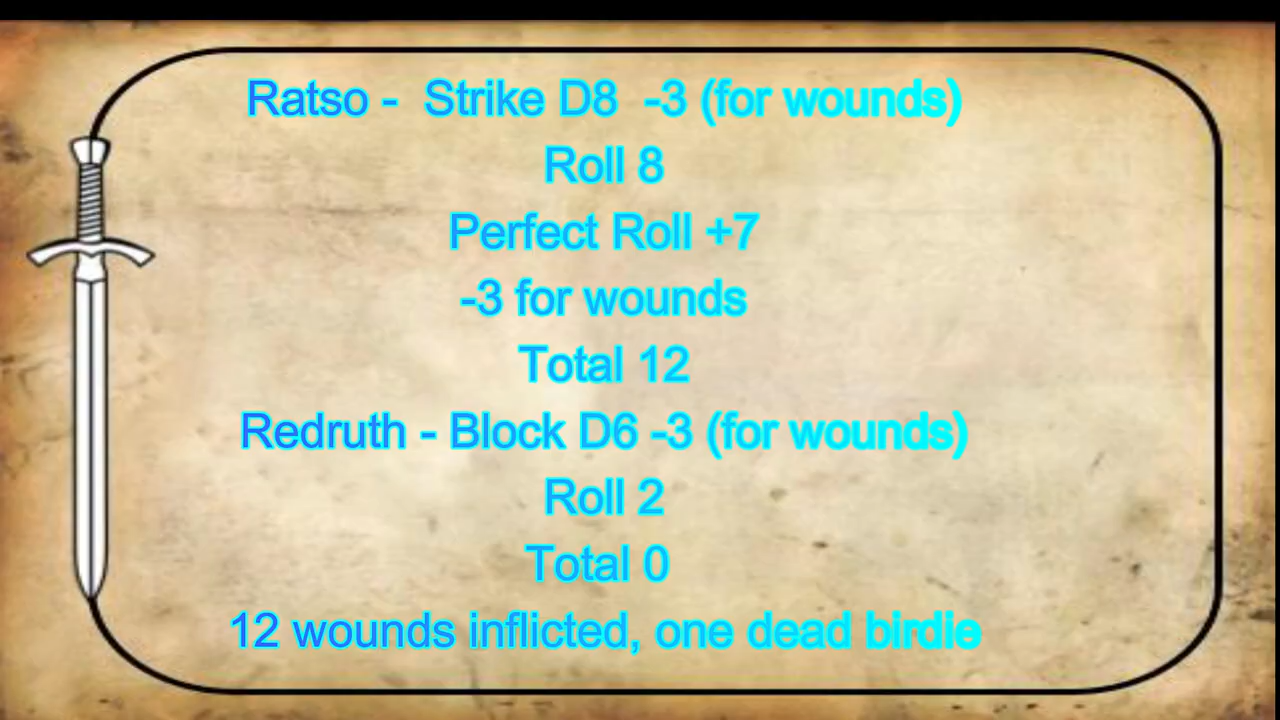 Ratso - Strike D8 -3 (for wounds)
Roll 8
Perfect Roll +7
-3 for wounds
Total 12
Redruth - Block D6 -3 (for wounds)
Roll 2
Total 0
12 wounds inflicted, one dead birdie